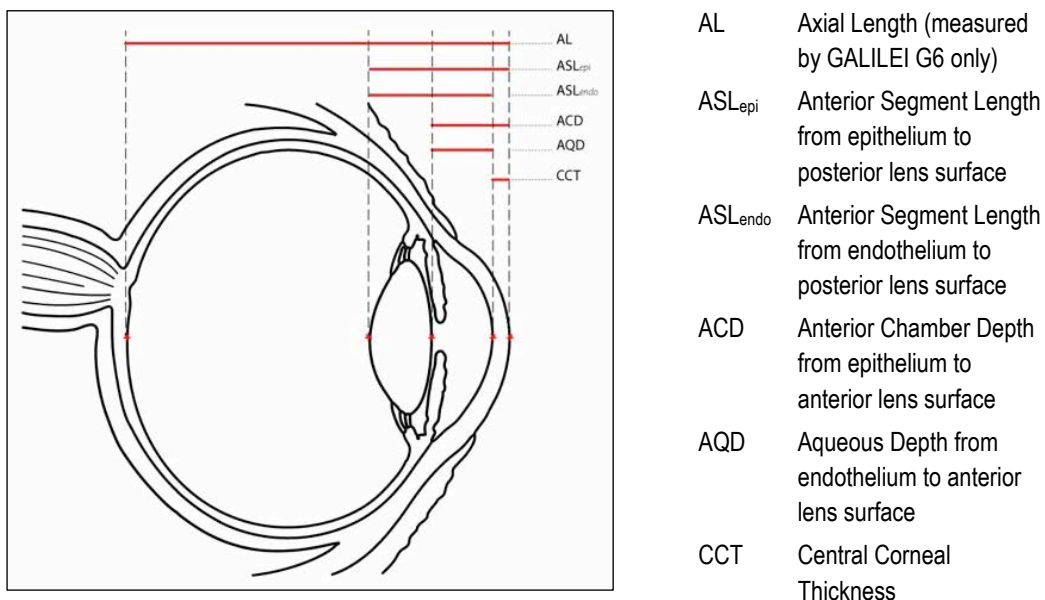 AL
ASLepi
ASLendo
ACD
AQD
CCT
AL Axial Length (measured
by GALILEI G6 only)
ASLepi Anterior Segment Length
from epithelium to
posterior lens surface
ASLendo Anterior Segment Length
from endothelium to
posterior lens surface
ACD Anterior Chamber Depth
from epithelium to
anterior lens surface
AQD Aqueous Depth from
endothelium to anterior
lens surface
CCT Central Corneal
Thickness